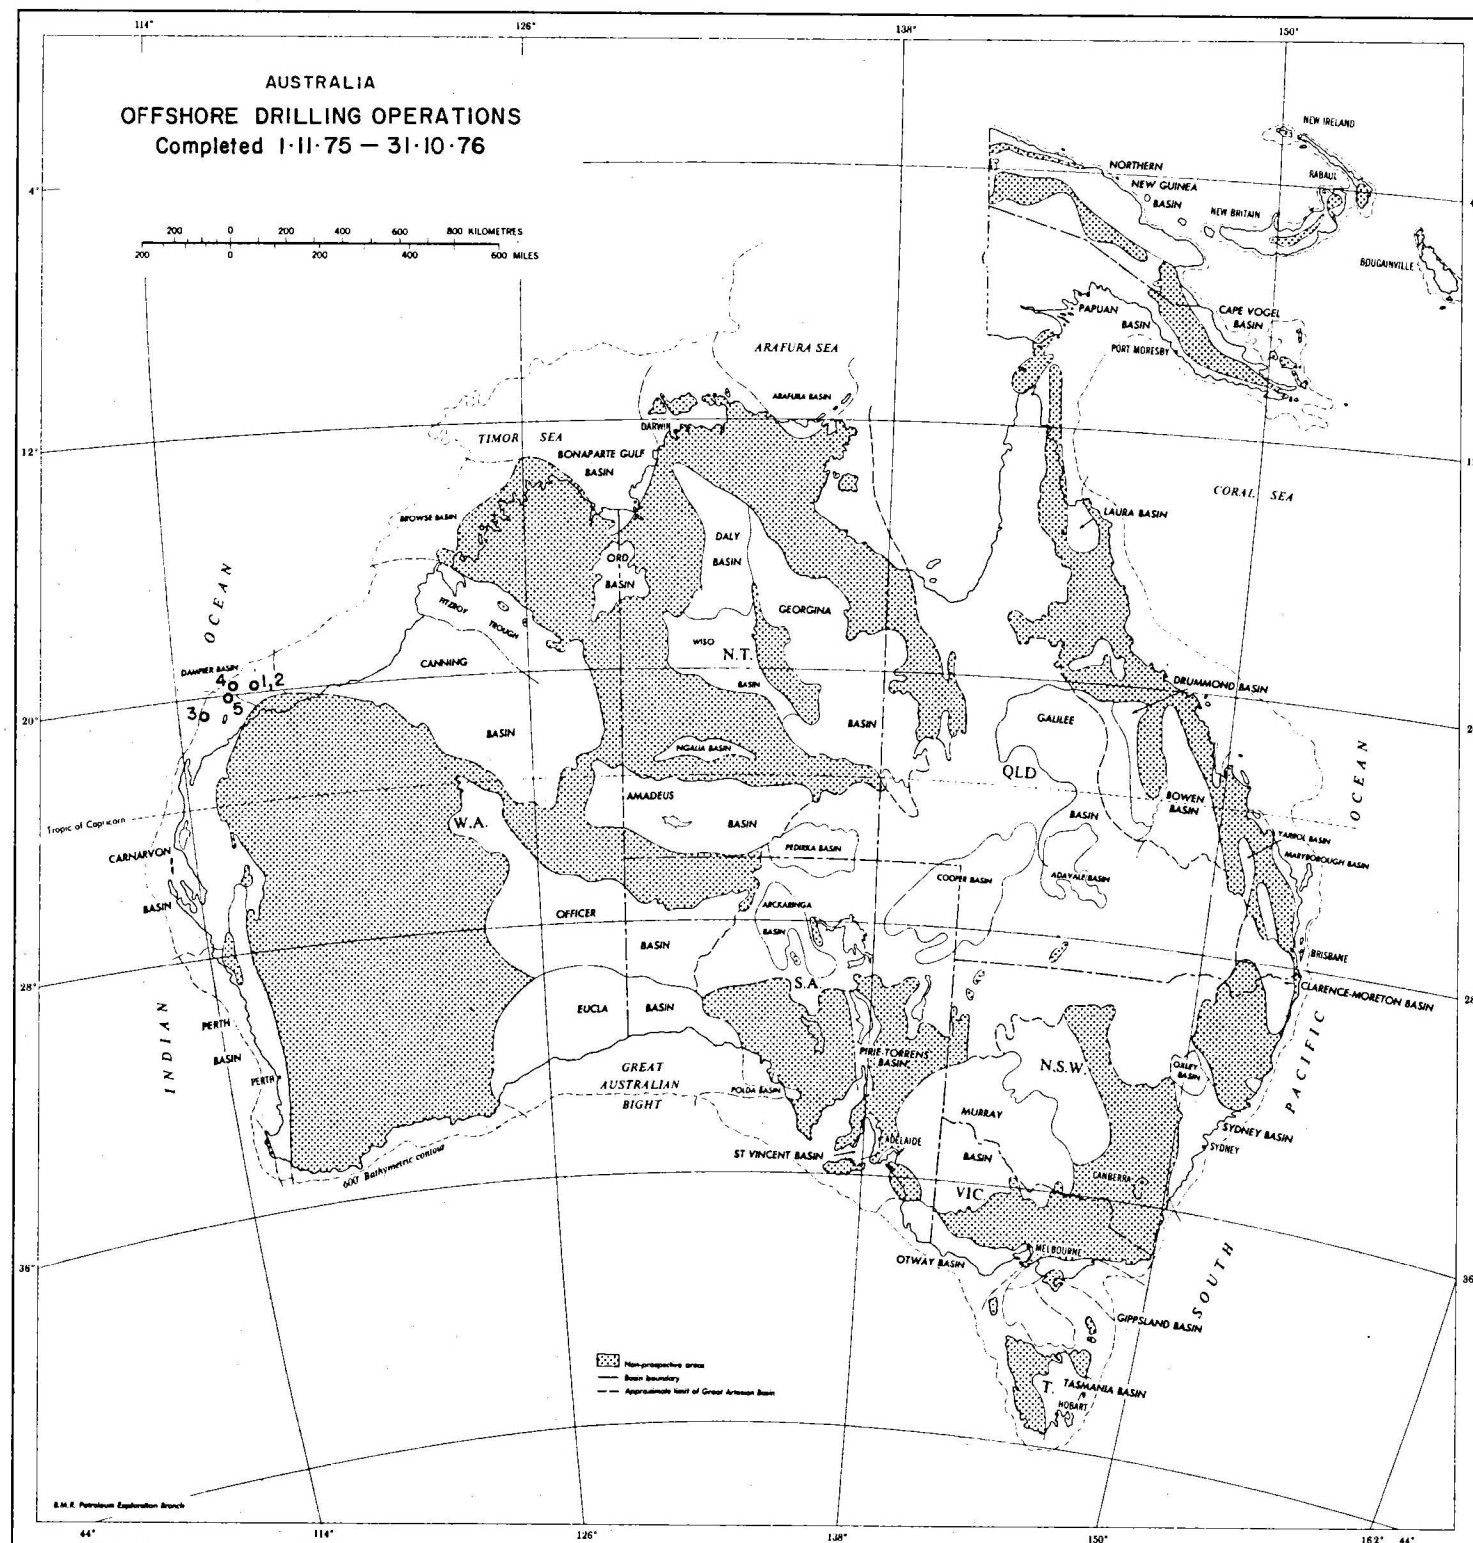 114°
126°
138°
150°
AUSTRALIA
OFFSHORE DRILLING OPERATIONS
Completed 1·11·75 — 31·10·76
NEW IRELAND
NORTHERN
RABAUL
4°
NEW GUINEA
BASIN
NEW BRITAIN
200 0 200 400 600 800 KILOMETRES
200 0 200 400 600 MILES
BOUGAINVILLE
PAPUAN
BASIN
CAPE VOGEL
BASIN
PORT MORESBY
ARAFURA SEA
ARAFURA BASIN
DARWIN
TIMOR SEA
12°
BONAPARTE GULF
BASIN
CORAL SEA
BROWSE BASIN
LAURA BASIN
DALY
BASIN
ORD
BASIN
OCEAN
FITZROY
TROUGH
GEORGINA
WISO
N.T.
BASIN
CANNING
DAMPIER BASIN
4
1,2
5
3
DRUMMOND BASIN
20°
GALILEE
BASIN
BASIN
NGALIA BASIN
OCEAN
QLD
AMADEUS
BASIN
BOWEN
BASIN
BASIN
Tropic of Capricorn
W.A.
YARROL BASIN
MARYBOROUGH BASIN
CARNARVON
BASIN
PEDIRKA BASIN
COOPER BASIN
ADAVALE BASIN
ARCKARINGA
BASIN
OFFICER
BASIN
BRISBANE
28°
S.A.
CLARENCE-MORETON BASIN
EUCLA
BASIN
INDIAN
PERTH
BASIN
PERTH
PIRIE-TORRENS
BASIN
N.S.W.
OXLEY
BASIN
PACIFIC
GREAT
AUSTRALIAN
BIGHT
POLDA BASIN
MURRAY
BASIN
SYDNEY BASIN
SYDNEY
ADELAIDE
ST VINCENT BASIN
600' Bathymetric contour
CANBERRA
VIC.
MELBOURNE
OTWAY BASIN
36°
SOUTH
GIPPSLAND BASIN
Non-prospective areas
Basin boundary
Approximate limit of Great Artesian Basin
T.
TASMANIA BASIN
HOBART
B.M.R. Petroleum Exploration Branch
44°
114°
126°
138°
150°
162°
44°